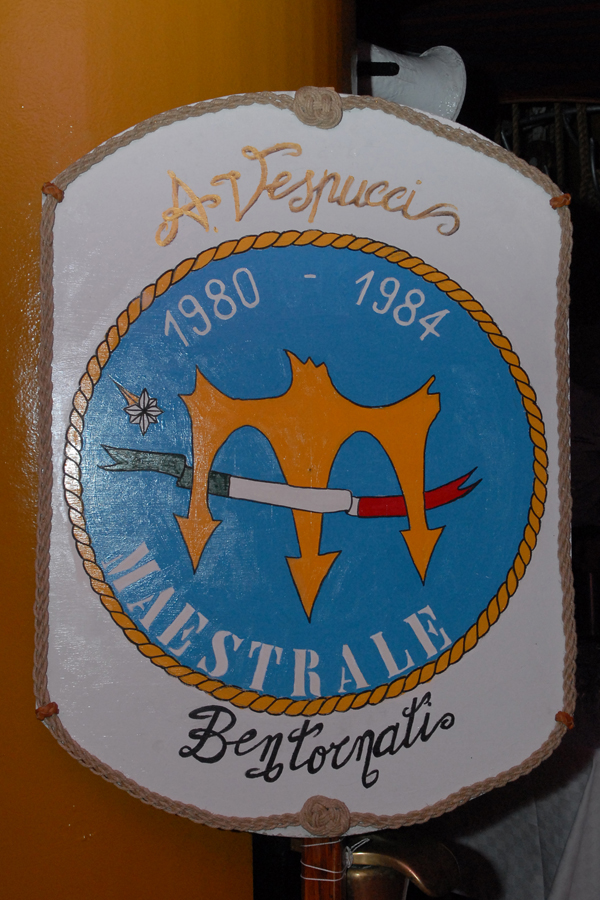 A. Vespucci
1980 - 1984
MAESTRALE
Bentornati